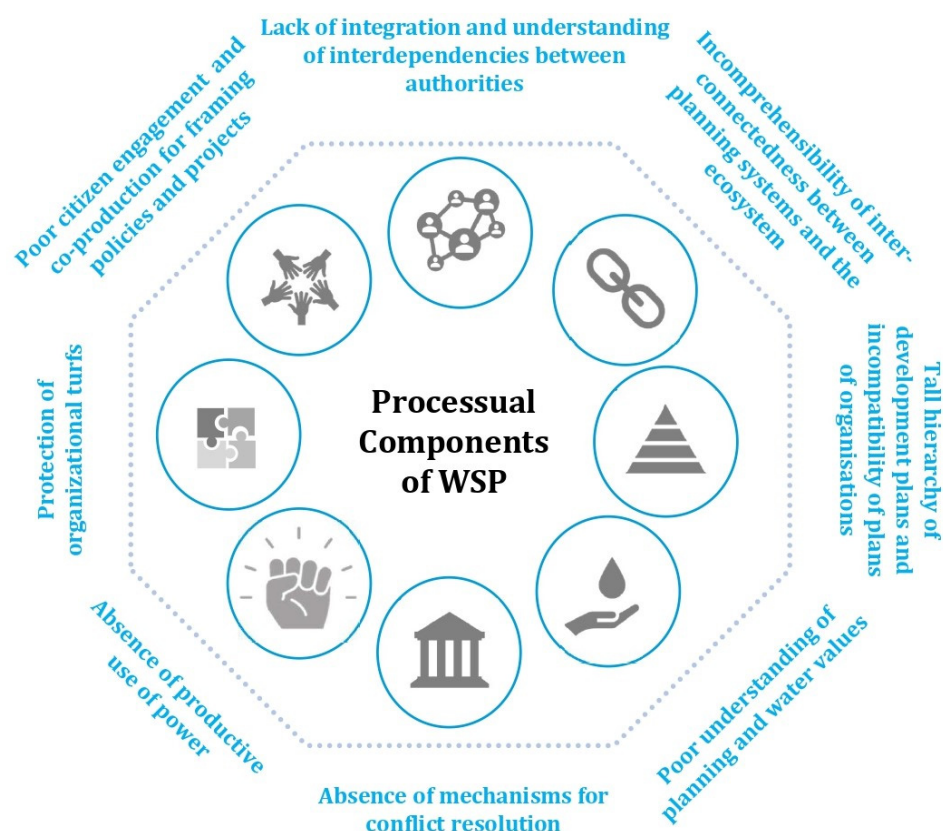 Lack of integration and understanding
of interdependencies between
authorities
Incomprehensibility of inter-
connectedness between
planning systems and the
ecosystem
Tall hierarchy of
development plans and
incompatibility of plans
of organisations
Poor understanding of
planning and water values
Absence of mechanisms for
conflict resolution
Absence of productive
use of power
Protection of
organizational turfs
Poor citizen engagement and
co-production for framing
policies and projects
Processual
Components
of WSP